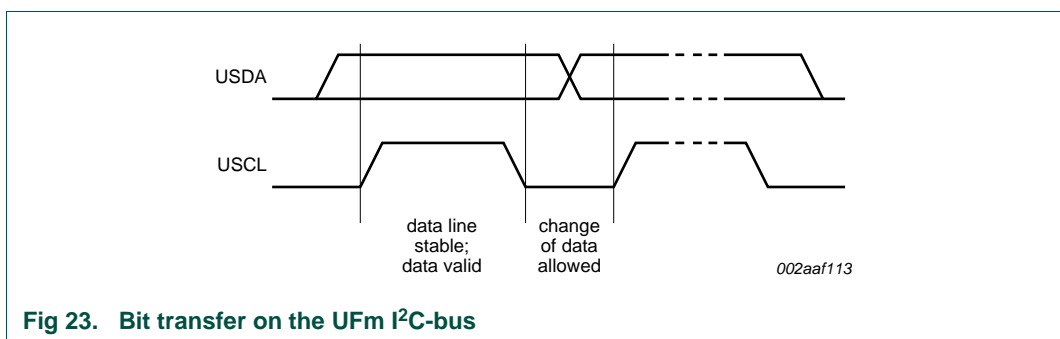 USDA
USCL
data line
stable;
data valid
change
of data
allowed
002aaf113
Fig 23. Bit transfer on the UFm I²C-bus